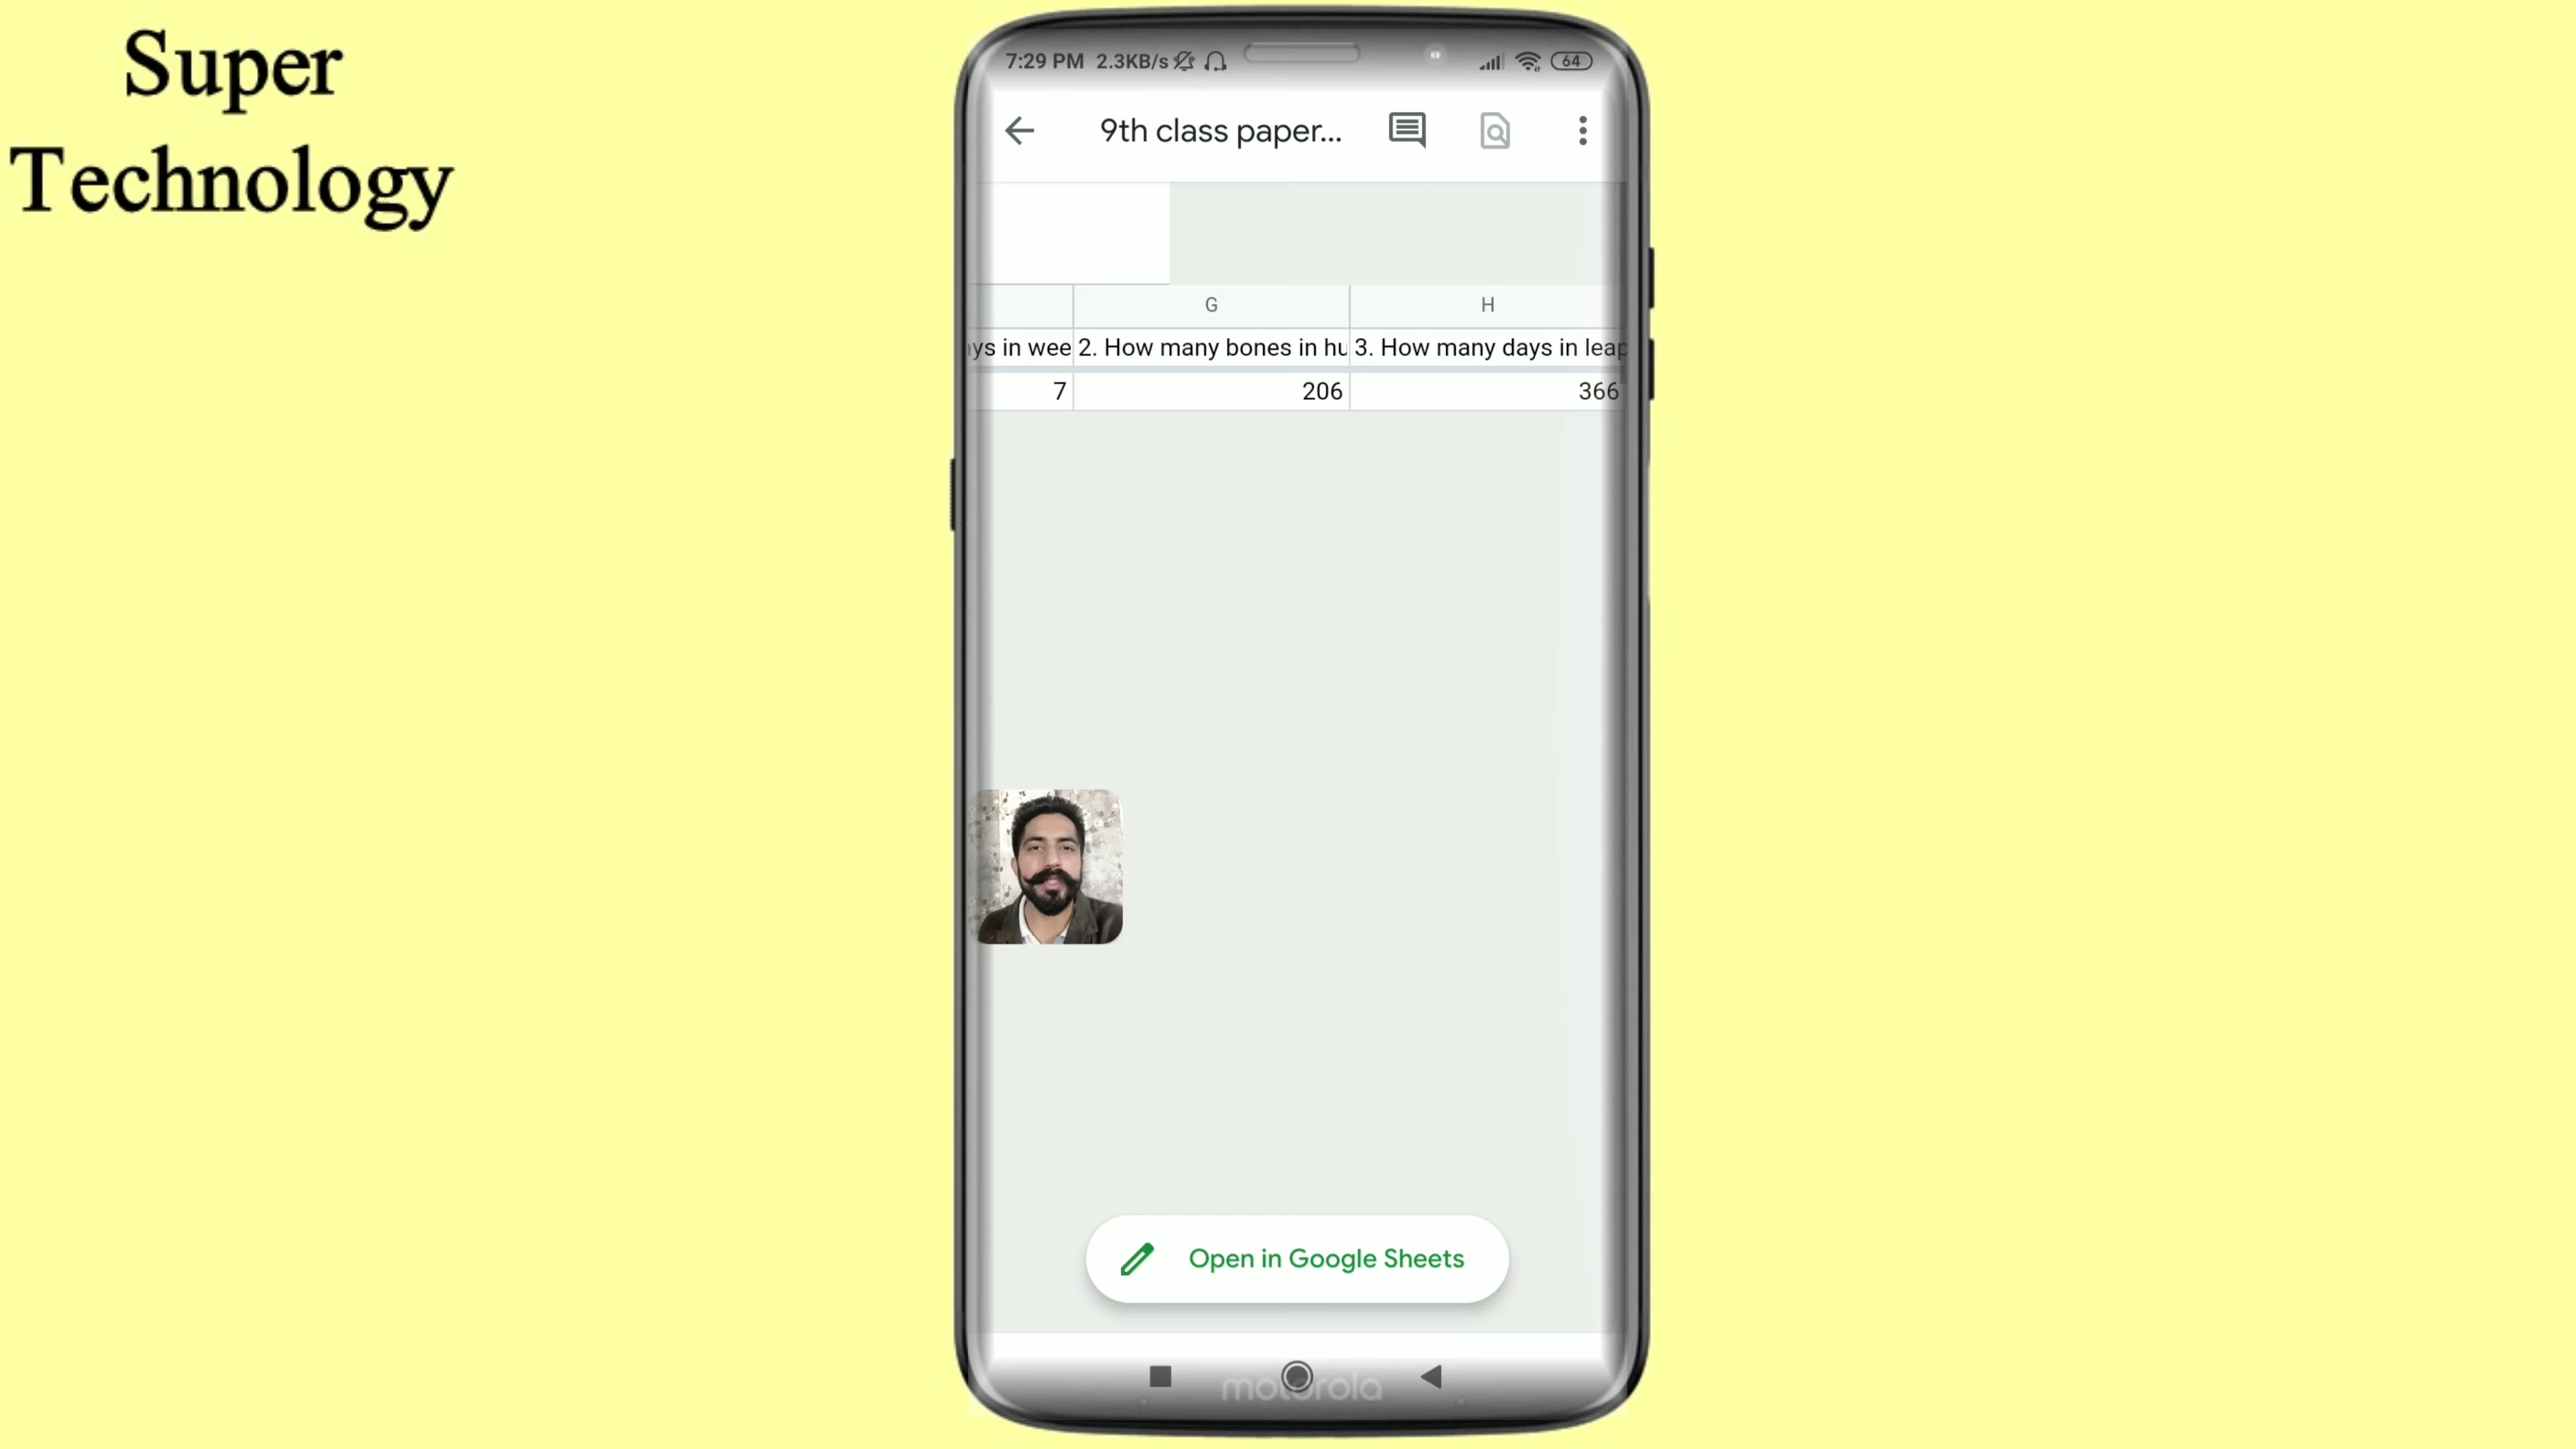 Super
Technology
7:29 PM 2.3KB/s 64
9th class paper...
G H
ys in wee 2. How many bones in hu 3. How many days in leap
7 206 366
Open in Google Sheets
motorola